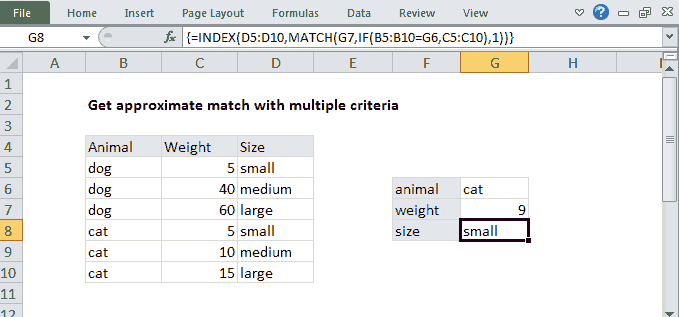 File Home Insert Page Layout Formulas Data Review View
G8 fx {=INDEX(D5:D10,MATCH(G7,IF(B5:B10=G6,C5:C10),1))}
A B C D E F G H
1
2 Get approximate match with multiple criteria
3
4 Animal Weight Size
5 dog 5 small
6 dog 40 medium animal cat
7 dog 60 large weight 9
8 cat 5 small size small
9 cat 10 medium
10 cat 15 large
11
12